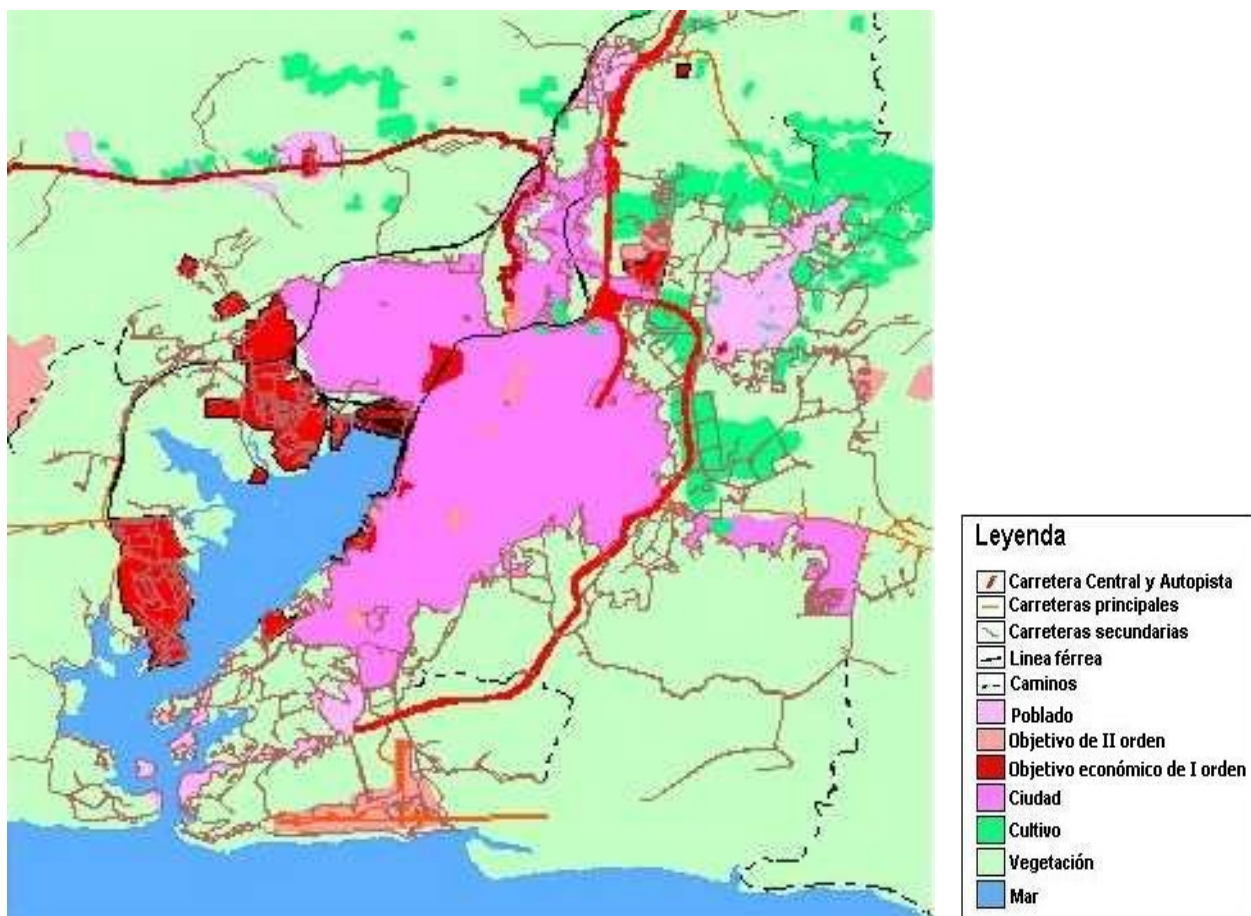 Leyenda
Carretera Central y Autopista
Carreteras principales
Carreteras secundarias
Linea férrea
Caminos
Poblado
Objetivo de II orden
Objetivo económico de I orden
Ciudad
Cultivo
Vegetación
Mar